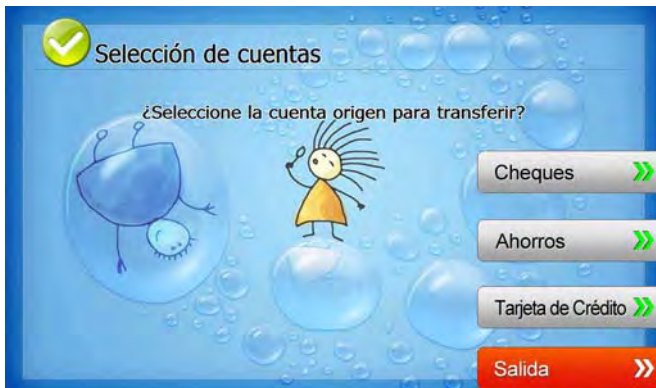 Selección de cuentas
¿Seleccione la cuenta origen para transferir?
Cheques
Ahorros
Tarjeta de Crédito
Salida